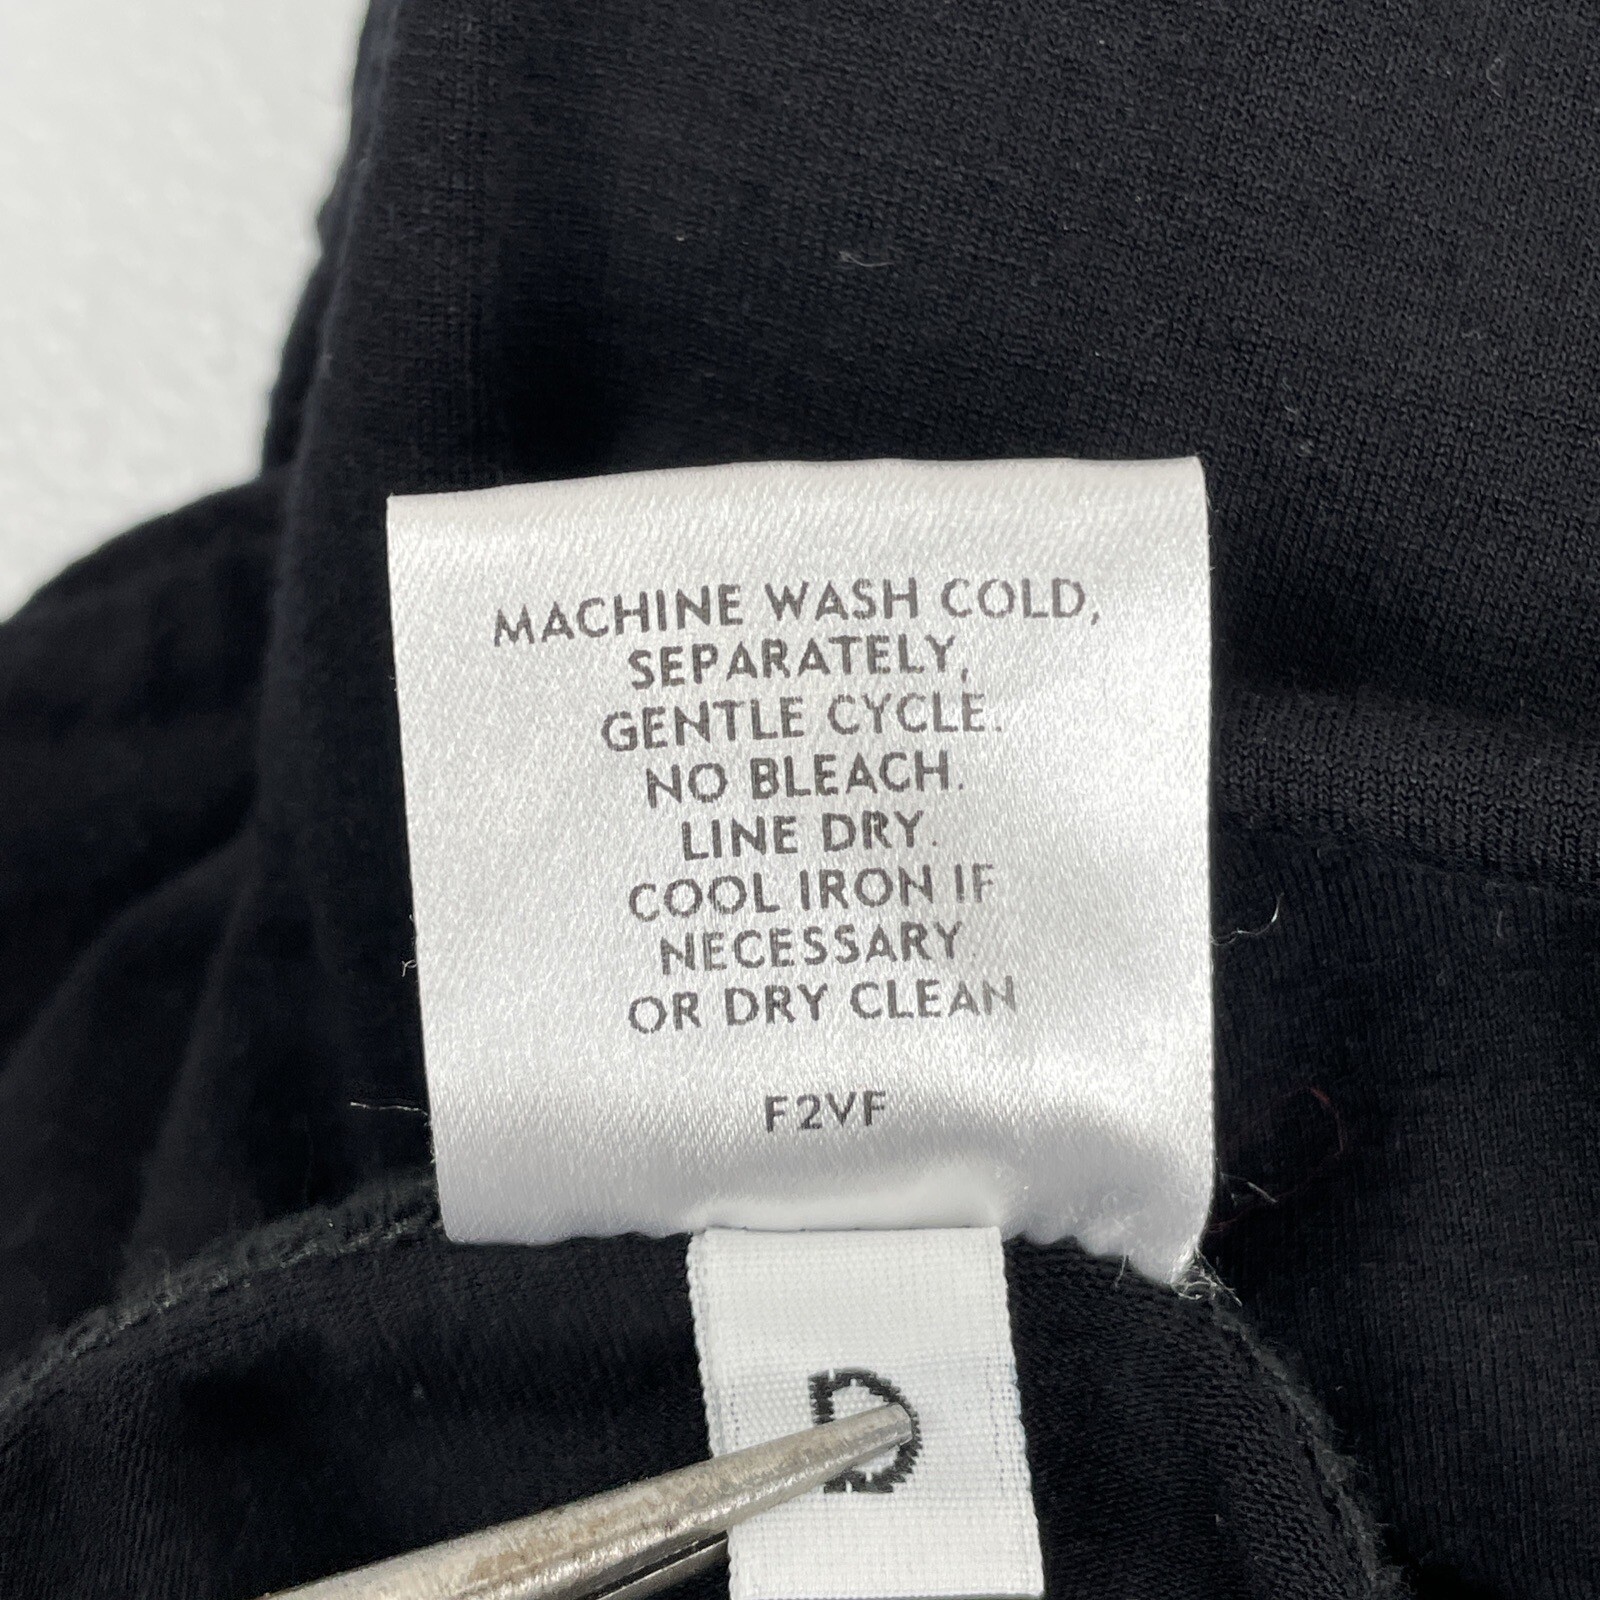 MACHINE WASH COLD,
SEPARATELY,
GENTLE CYCLE.
NO BLEACH.
LINE DRY.
COOL IRON IF
NECESSARY.
OR DRY CLEAN
F2VF